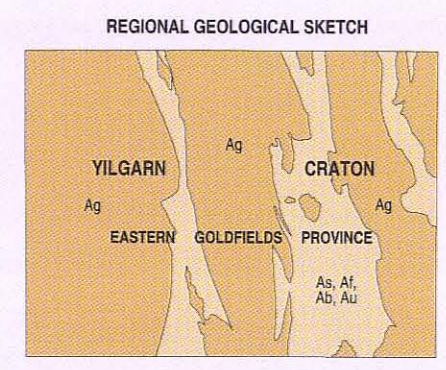 REGIONAL GEOLOGICAL SKETCH
Ag
YILGARN CRATON
Ag Ag
EASTERN GOLDFIELDS PROVINCE
As, Af,
Ab, Au